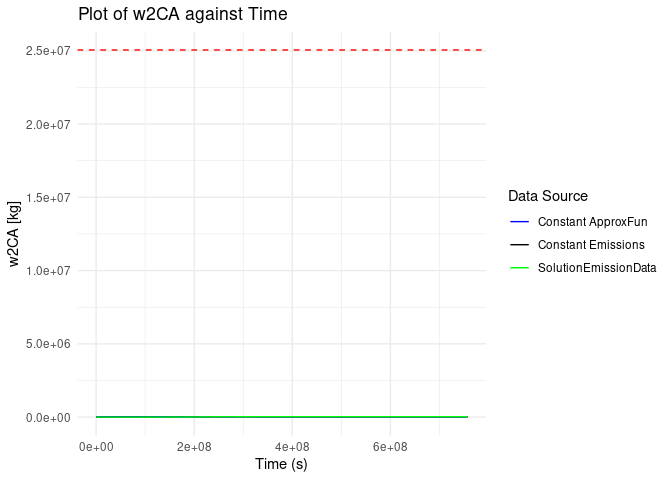 Plot of w2CA against Time
w2CA [kg]
2.5e+07
2.0e+07
1.5e+07
1.0e+07
5.0e+06
0.0e+00
0e+00 2e+08 4e+08 6e+08
Time (s)
Data Source
Constant ApproxFun
Constant Emissions
SolutionEmissionData